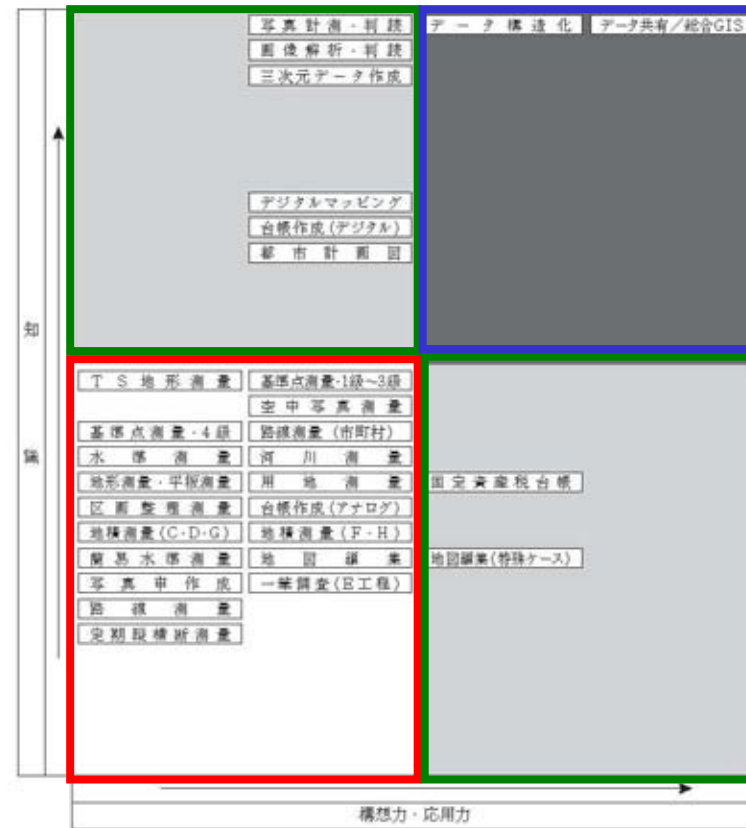 写真計測・判読
画像解析・判読
三次元データ作成
デジタルマッピング
台帳作成(デジタル)
都市計画図
データ構造化
データ共有/総合GIS
TS地形測量
基準点測量・4級
水準測量
地形測量・平板測量
区画整理測量
地籍測量(C・D・G)
簡易水準測量
路線測量
定期縦横断測量
基準点測量・1級~3級
空中写真測量
路線測量(市町村)
河川測量
用地測量
台帳作成(アナログ)
地籍測量(F・H)
地図編集
一筆調査(E工程)
固定資産税台帳
地図編集(特殊ケース)
知識
構想力・応用力